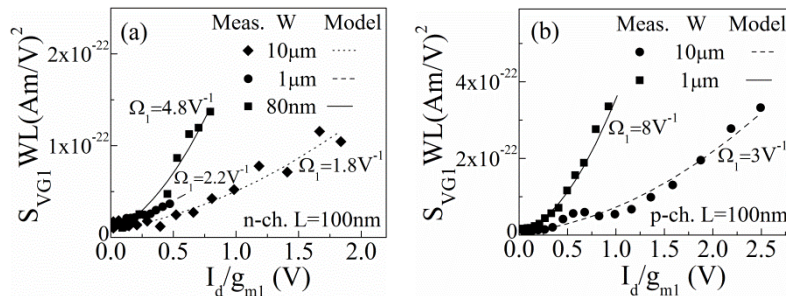 (a) Meas. W Model
10μm
1μm
80nm
Ω₁=4.8V⁻¹
Ω₁=2.2V⁻¹
Ω₁=1.8V⁻¹
n-ch. L=100nm
2x10⁻²²
1x10⁻²²
0
0.0 0.5 1.0 1.5 2.0
S_VG1 WL(Am/V)²
I_d/g_m1 (V)
(b) Meas. W Model
10μm
1μm
Ω₁=8V⁻¹
Ω₁=3V⁻¹
p-ch. L=100nm
4x10⁻²²
2x10⁻²²
0
0.0 0.5 1.0 1.5 2.0 2.5
S_VG1 WL(Am/V)²
I_d/g_m1 (V)